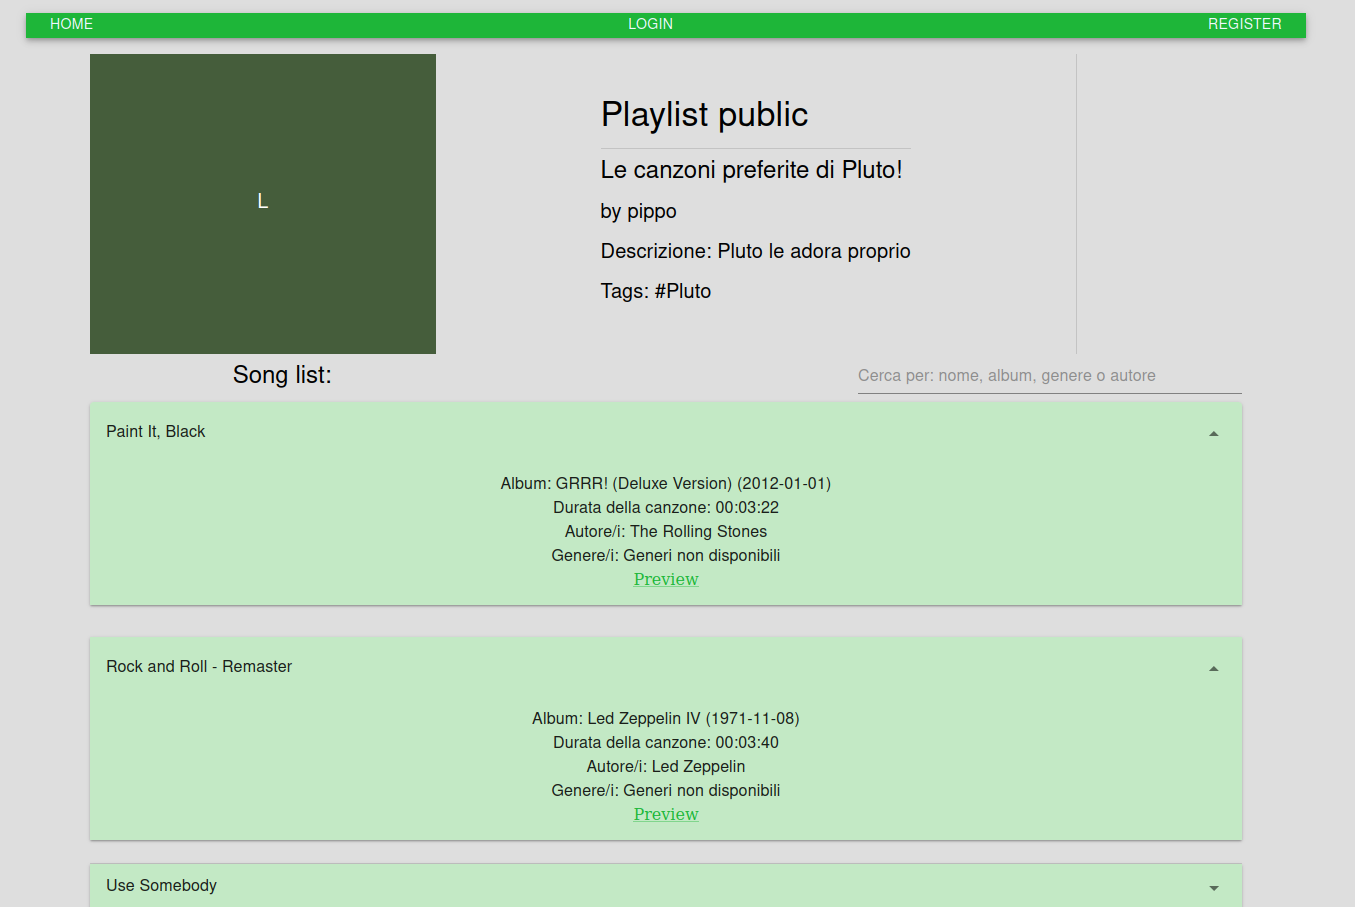 HOME LOGIN REGISTER
L
Playlist public
Le canzoni preferite di Pluto!
by pippo
Descrizione: Pluto le adora proprio
Tags: #Pluto
Song list:
Cerca per: nome, album, genere o autore
Paint It, Black
Album: GRRR! (Deluxe Version) (2012-01-01)
Durata della canzone: 00:03:22
Autore/i: The Rolling Stones
Genere/i: Generi non disponibili
Preview
Rock and Roll - Remaster
Album: Led Zeppelin IV (1971-11-08)
Durata della canzone: 00:03:40
Autore/i: Led Zeppelin
Genere/i: Generi non disponibili
Preview
Use Somebody